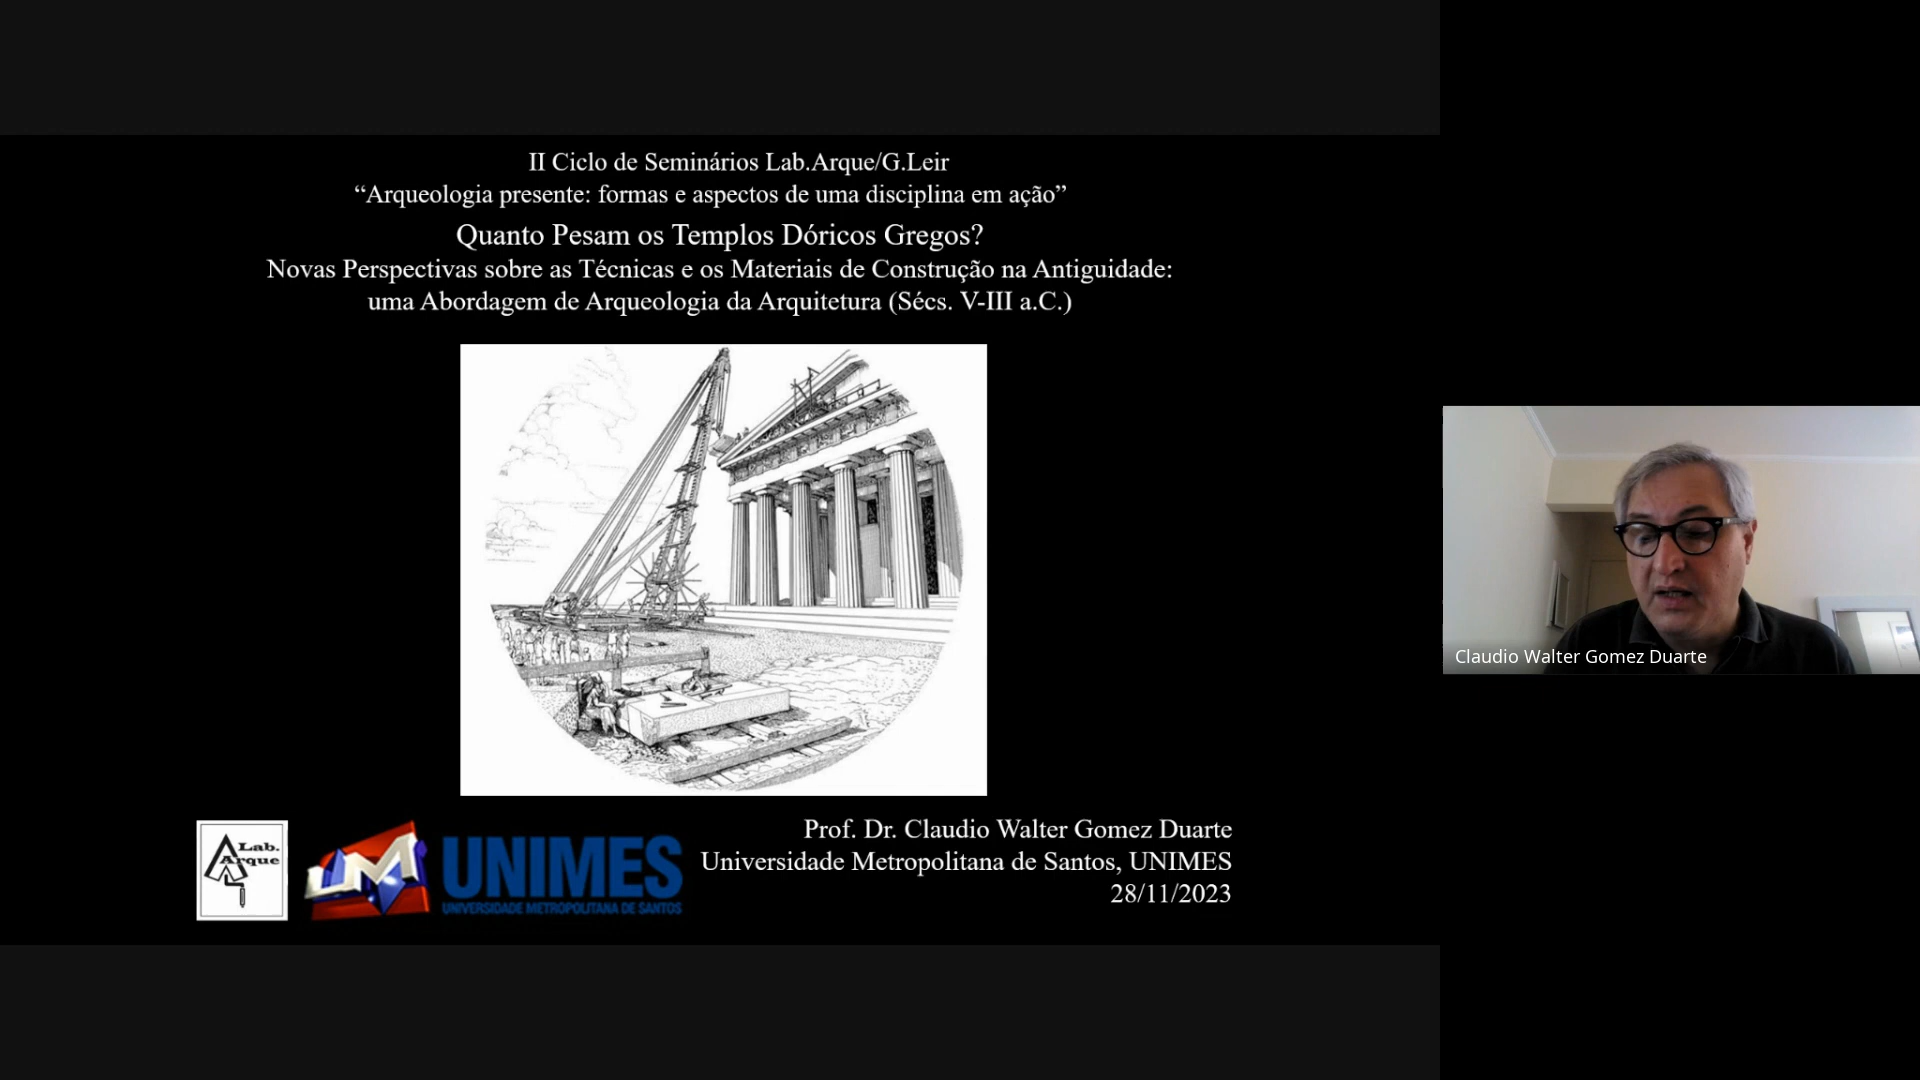 II Ciclo de Seminários Lab.Arque/G.Leir
“Arqueologia presente: formas e aspectos de uma disciplina em ação”
Quanto Pesam os Templos Dóricos Gregos?
Novas Perspectivas sobre as Técnicas e os Materiais de Construção na Antiguidade:
uma Abordagem de Arqueologia da Arquitetura (Sécs. V-III a.C.)
Claudio Walter Gomez Duarte
Lab.
Arque
UM
UNIMES
UNIVERSIDADE METROPOLITANA DE SANTOS
Prof. Dr. Claudio Walter Gomez Duarte
Universidade Metropolitana de Santos, UNIMES
28/11/2023